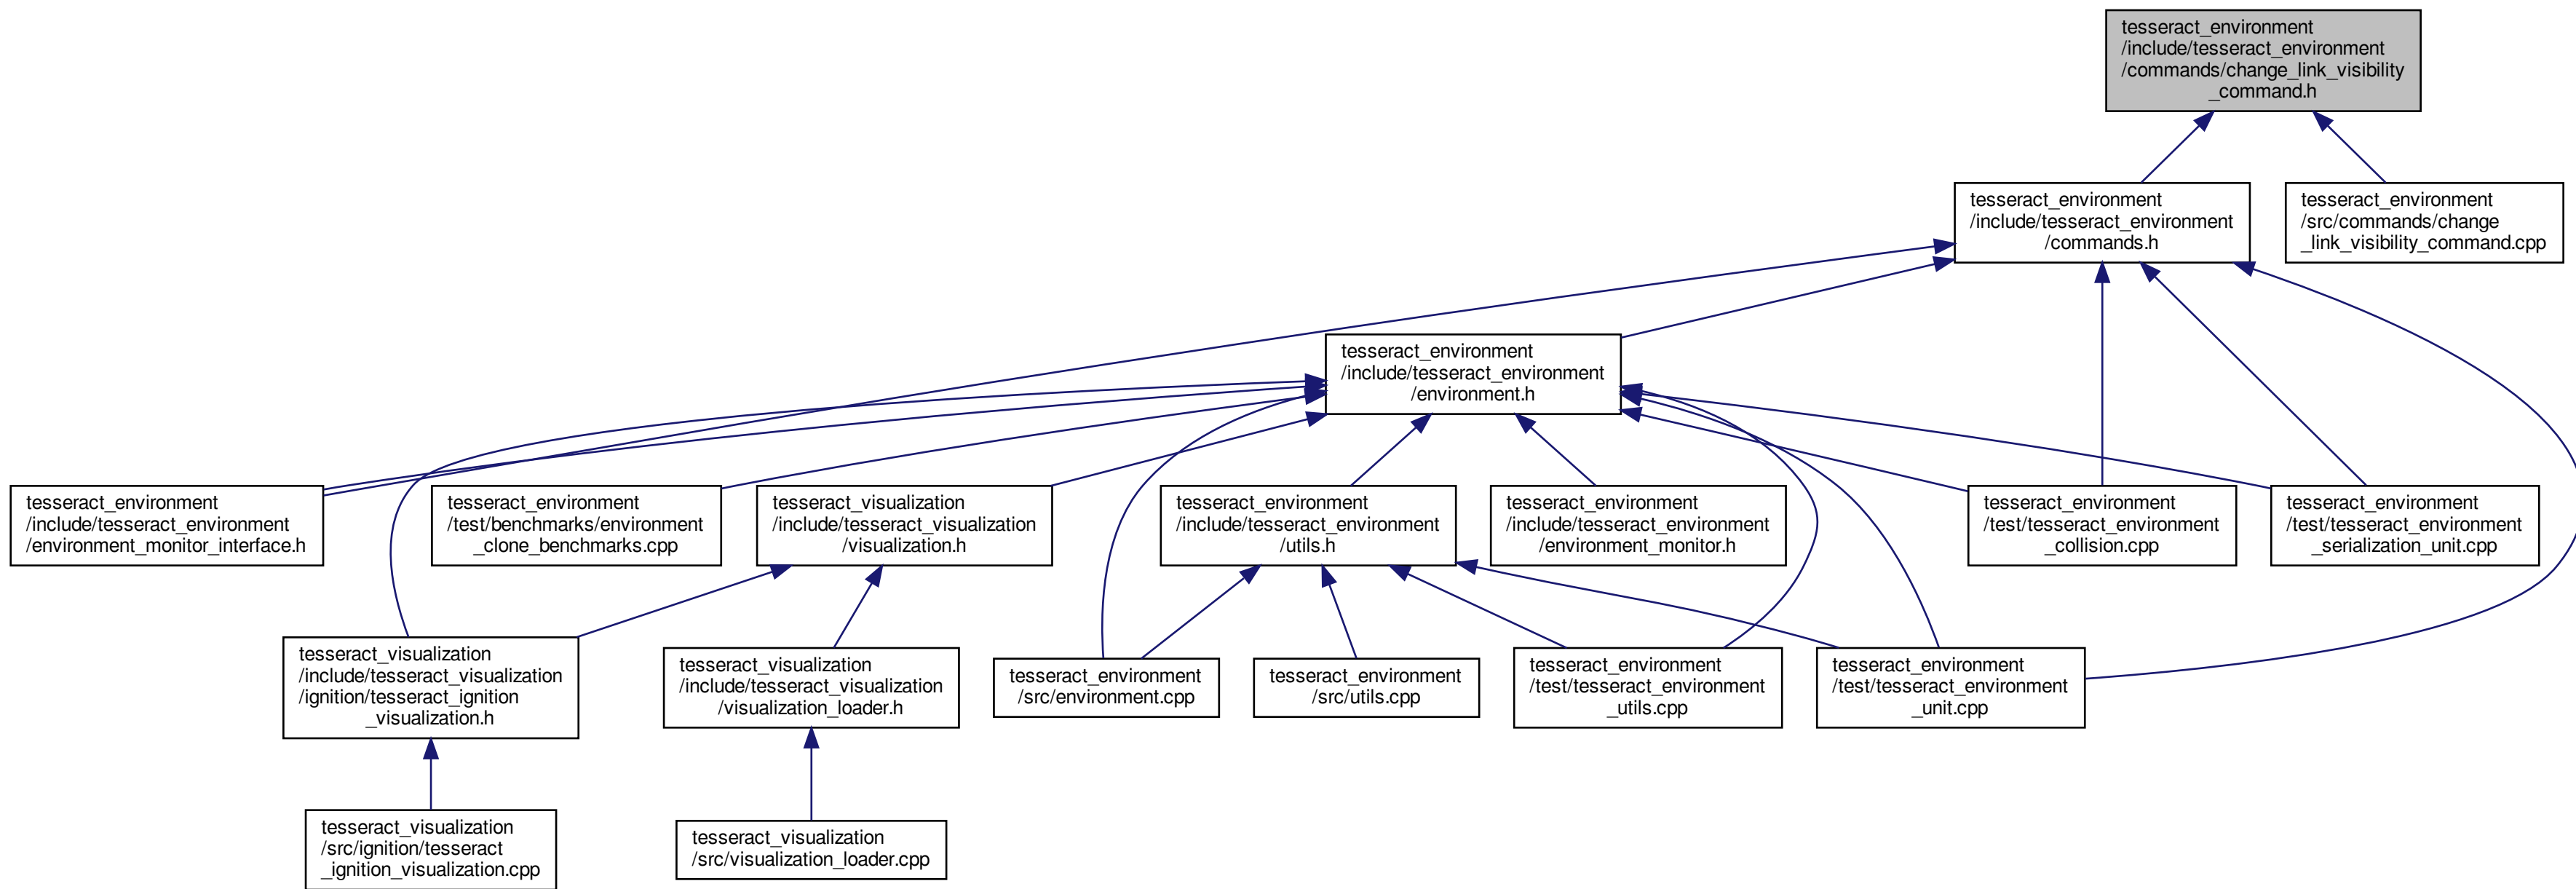 tesseract_environment
/include/tesseract_environment
/commands/change_link_visibility
_command.h
tesseract_environment
/include/tesseract_environment
/commands.h
tesseract_environment
/src/commands/change
_link_visibility_command.cpp
tesseract_environment
/include/tesseract_environment
/environment.h
tesseract_environment
/include/tesseract_environment
/environment_monitor_interface.h
tesseract_environment
/test/benchmarks/environment
_clone_benchmarks.cpp
tesseract_visualization
/include/tesseract_visualization
/visualization.h
tesseract_environment
/include/tesseract_environment
/utils.h
tesseract_environment
/include/tesseract_environment
/environment_monitor.h
tesseract_environment
/test/tesseract_environment
_collision.cpp
tesseract_environment
/test/tesseract_environment
_serialization_unit.cpp
tesseract_visualization
/include/tesseract_visualization
/ignition/tesseract_ignition
_visualization.h
tesseract_visualization
/include/tesseract_visualization
/visualization_loader.h
tesseract_environment
/src/environment.cpp
tesseract_environment
/src/utils.cpp
tesseract_environment
/test/tesseract_environment
_utils.cpp
tesseract_environment
/test/tesseract_environment
_unit.cpp
tesseract_visualization
/src/ignition/tesseract
_ignition_visualization.cpp
tesseract_visualization
/src/visualization_loader.cpp